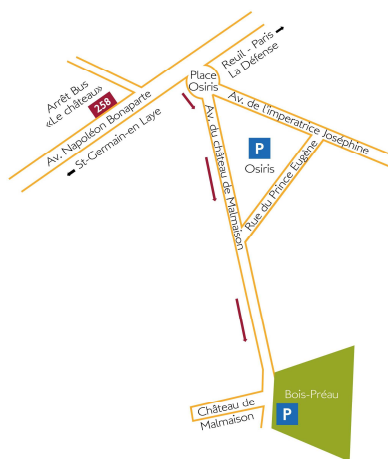 Reuil - Paris
La Défense
Place
Osiris
Arrêt Bus
«Le château»
258
Av. Napoléon Bonaparte
St-Germain-en Laye
Av. de l'imperatrice Joséphine
P
Osiris
Av. du château de Malmaison
Rue du Prince Eugène
Bois-Préau
P
Château de
Malmaison